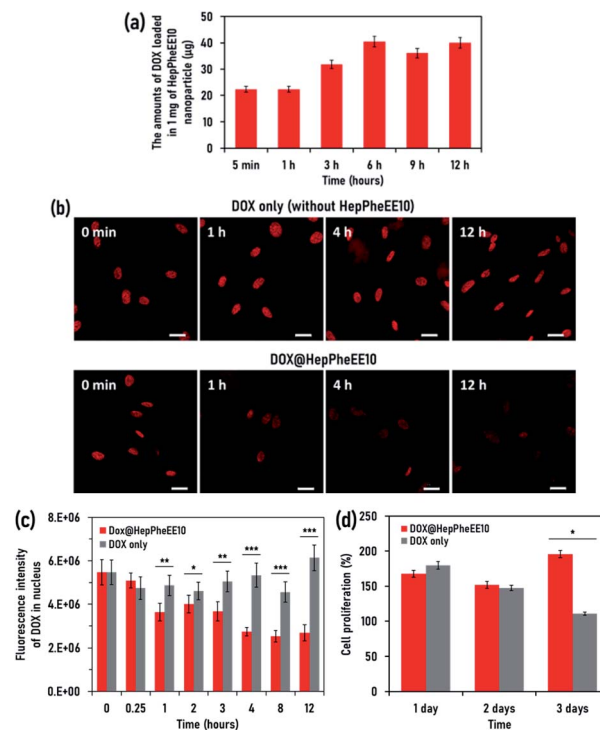 (a)
The amounts of DOX loaded
in 1 mg of HepPheEE10
nanoparticle (µg)
50
40
30
20
10
0
5 min 1 h 3 h 6 h 9 h 12 h
Time (hours)
(b)
DOX only (without HepPheEE10)
0 min 1 h 4 h 12 h
DOX@HepPheEE10
0 min 1 h 4 h 12 h
(c)
Fluorescence intensity
of DOX in nucleus
8.E+06
6.E+06
4.E+06
2.E+06
0.E+00
Dox@HepPheEE10
DOX only
** * ** *** *** ***
0 0.25 1 2 3 4 8 12
Time (hours)
(d)
Cell proliferation (%)
250
200
150
100
50
0
DOX@HepPheEE10
DOX only
*
1 day 2 days 3 days
Time